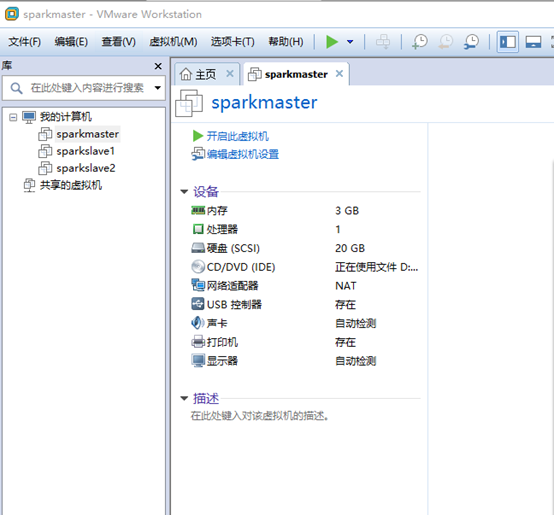 sparkmaster - VMware Workstation
文件(F) 编辑(E) 查看(V) 虚拟机(M) 选项卡(T) 帮助(H)
库
在此处键入内容进行搜索
我的计算机
sparkmaster
sparkslave1
sparkslave2
共享的虚拟机
主页 sparkmaster
sparkmaster
开启此虚拟机
编辑虚拟机设置
设备
内存 3 GB
处理器 1
硬盘 (SCSI) 20 GB
CD/DVD (IDE) 正在使用文件 D:...
网络适配器 NAT
USB 控制器 存在
声卡 自动检测
打印机 存在
显示器 自动检测
描述
在此处键入对该虚拟机的描述。